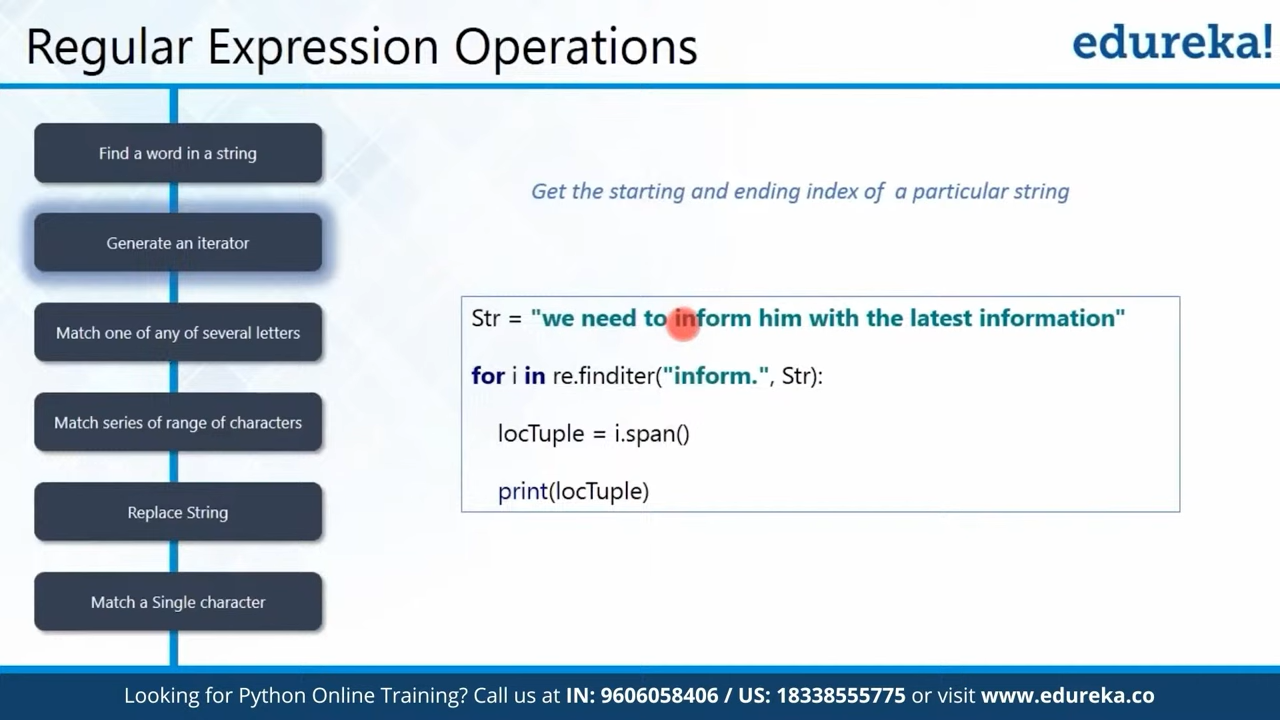 Regular Expression Operations
edureka!
Find a word in a string
Generate an iterator
Match one of any of several letters
Match series of range of characters
Replace String
Match a Single character
Get the starting and ending index of a particular string
Str = "we need to inform him with the latest information"
for i in re.finditer("inform.", Str):
locTuple = i.span()
print(locTuple)
Looking for Python Online Training? Call us at IN: 9606058406 / US: 18338555775 or visit www.edureka.co